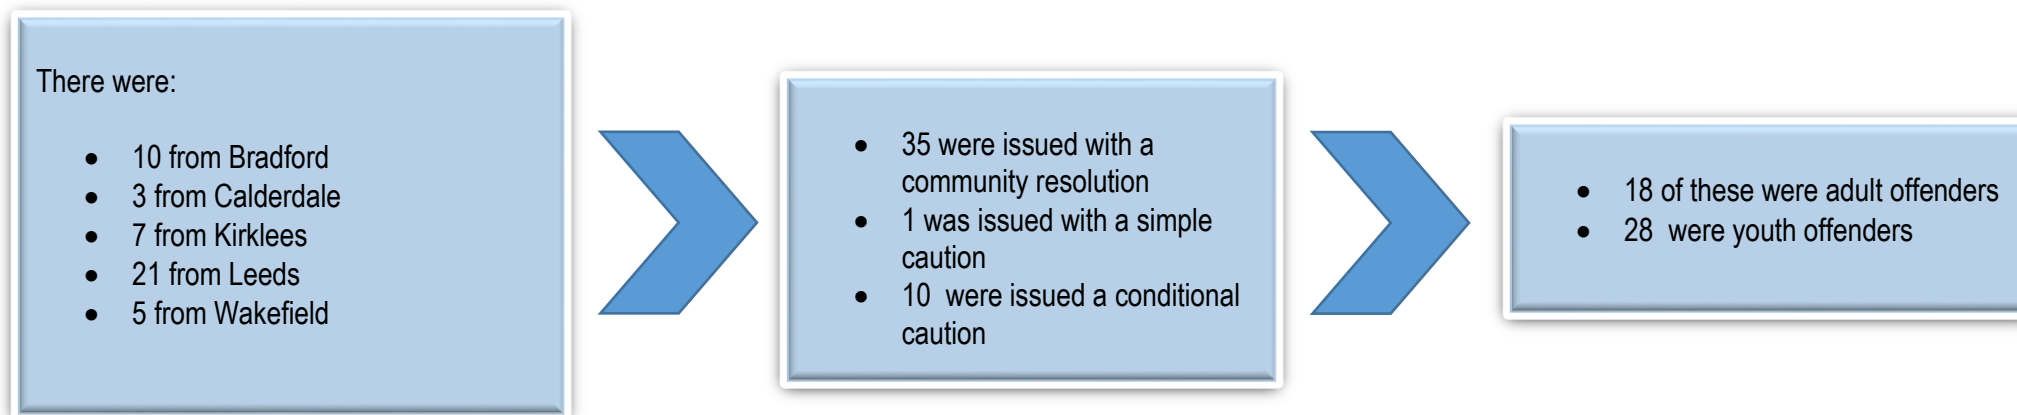 There were:
• 10 from Bradford
• 3 from Calderdale
• 7 from Kirklees
• 21 from Leeds
• 5 from Wakefield
• 35 were issued with a
community resolution
• 1 was issued with a simple
caution
• 10  were issued a conditional
caution
• 18 of these were adult offenders
• 28  were youth offenders